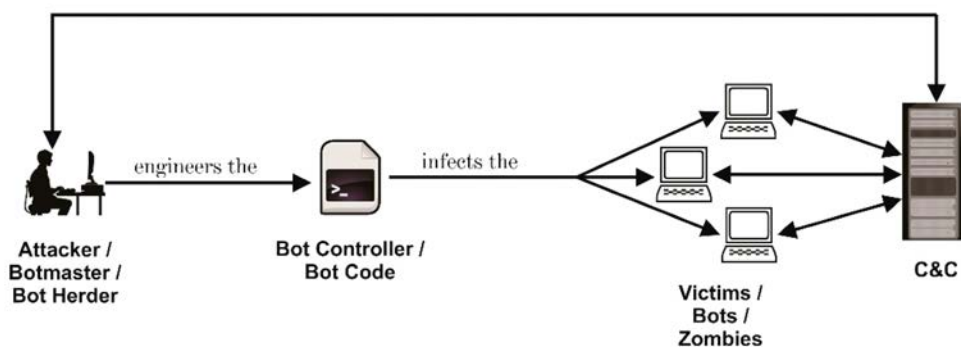 engineers the
infects the
>_
Attacker /
Botmaster /
Bot Herder
Bot Controller /
Bot Code
Victims /
Bots /
Zombies
C&C